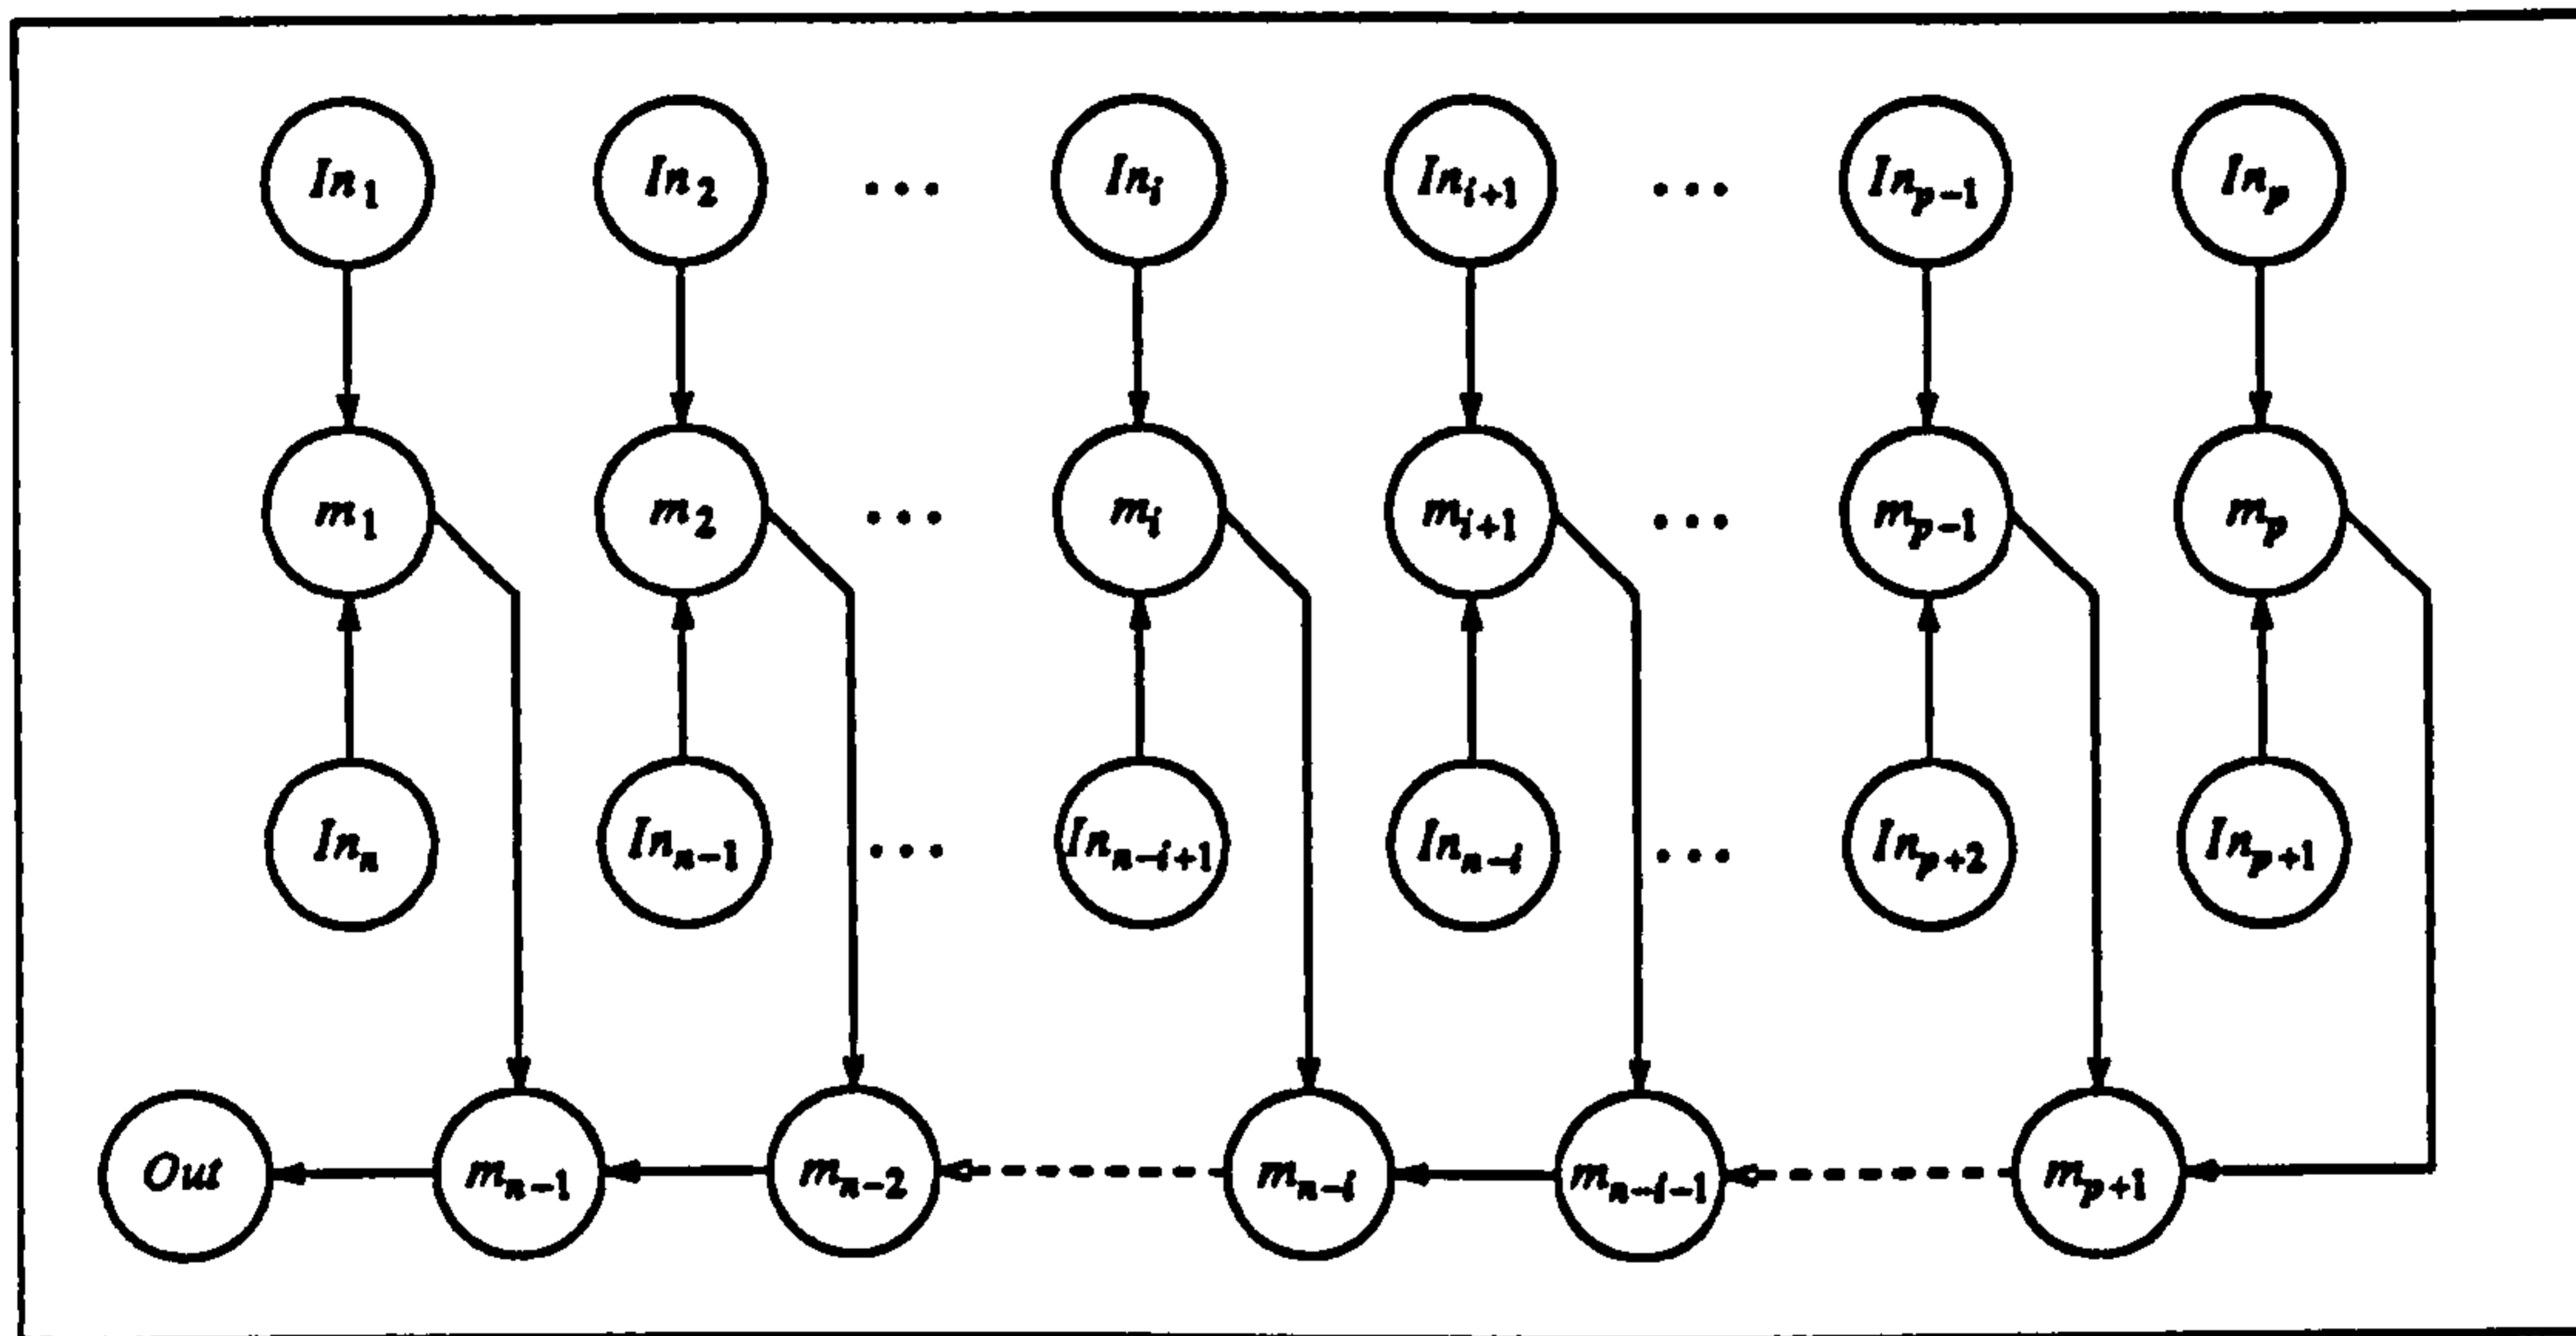 In₁ In₂ ... Inᵢ Inᵢ₊₁ ... Inₚ₋₁ Inₚ
m₁ m₂ ... mᵢ mᵢ₊₁ ... mₚ₋₁ mₚ
Inₙ Inₙ₋₁ ... Inₙ₋ᵢ₊₁ Inₙ₋ᵢ ... Inₚ₊₂ Inₚ₊₁
Out mₙ₋₁ mₙ₋₂ mₙ₋ᵢ mₙ₋ᵢ₋₁ mₚ₊₁